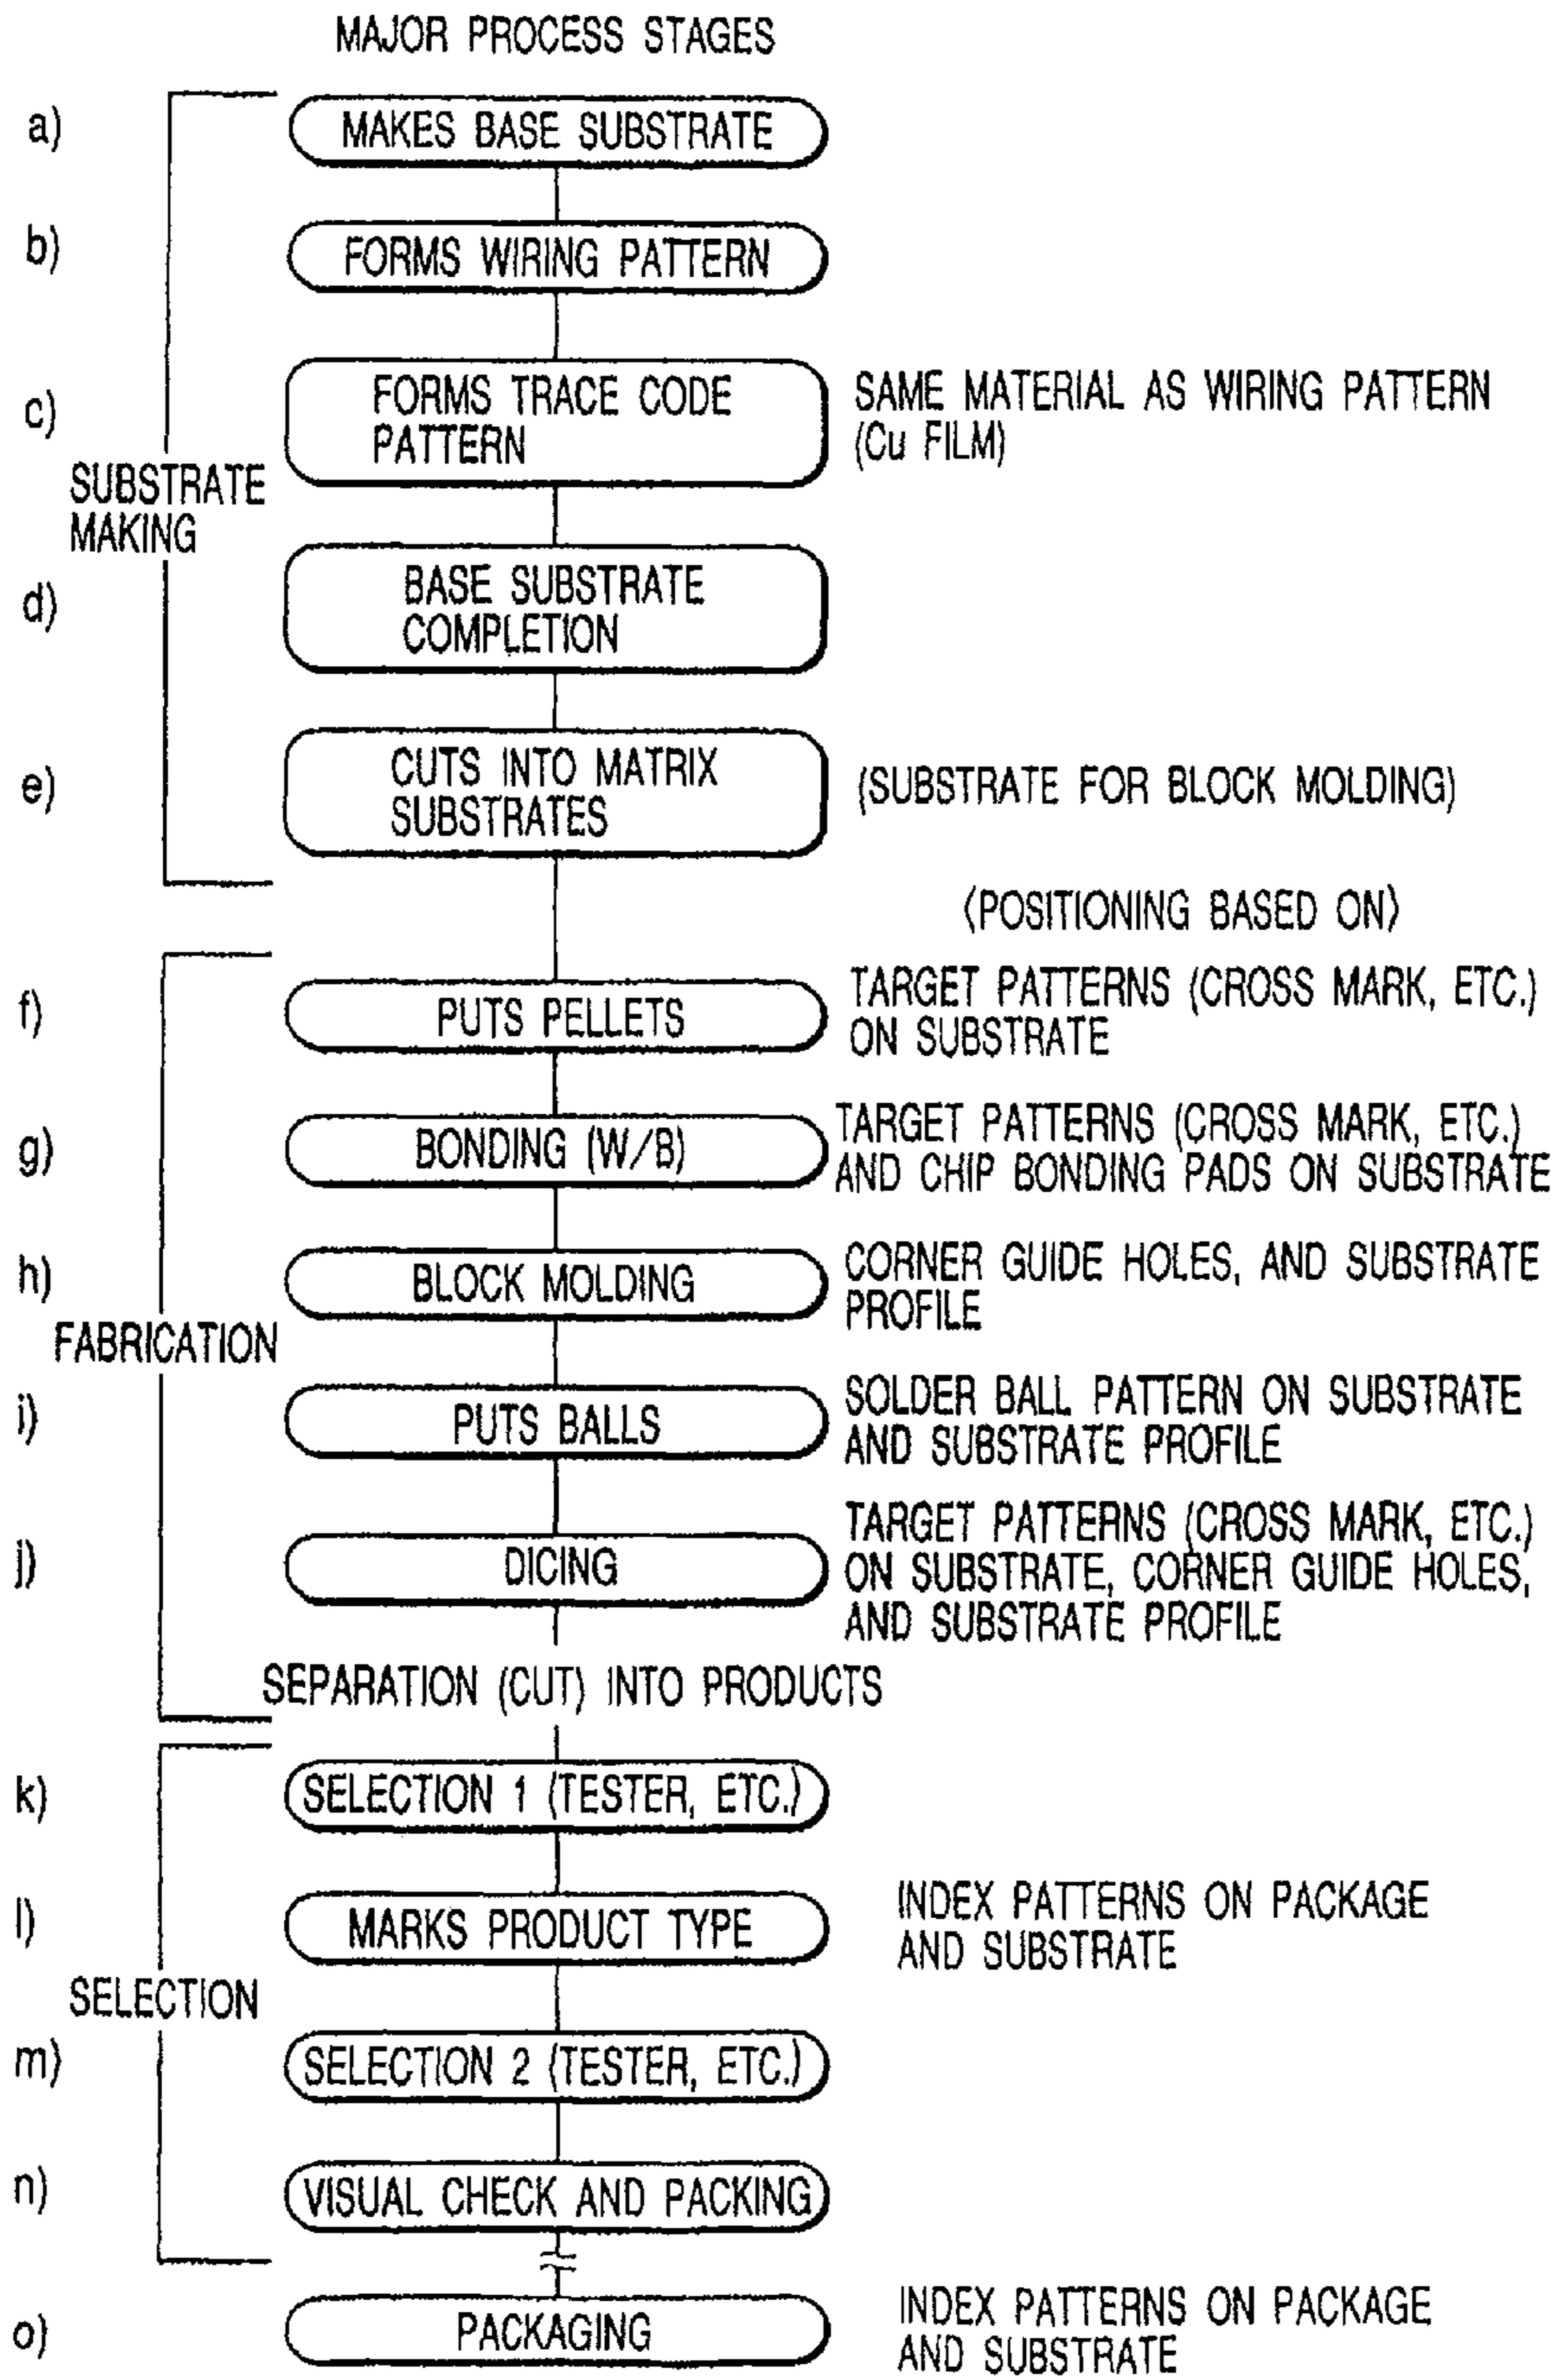 MAJOR PROCESS STAGES
a)
MAKES BASE SUBSTRATE
b)
FORMS WIRING PATTERN
c)
FORMS TRACE CODE
PATTERN
SAME MATERIAL AS WIRING PATTERN
(Cu FILM)
SUBSTRATE
MAKING
d)
BASE SUBSTRATE
COMPLETION
e)
CUTS INTO MATRIX
SUBSTRATES
(SUBSTRATE FOR BLOCK MOLDING)
〈POSITIONING BASED ON〉
f)
PUTS PELLETS
TARGET PATTERNS (CROSS MARK, ETC.)
ON SUBSTRATE
g)
BONDING (W/B)
TARGET PATTERNS (CROSS MARK, ETC.)
AND CHIP BONDING PADS ON SUBSTRATE
h)
BLOCK MOLDING
CORNER GUIDE HOLES, AND SUBSTRATE
PROFILE
FABRICATION
i)
PUTS BALLS
SOLDER BALL PATTERN ON SUBSTRATE
AND SUBSTRATE PROFILE
j)
DICING
TARGET PATTERNS (CROSS MARK, ETC.)
ON SUBSTRATE, CORNER GUIDE HOLES,
AND SUBSTRATE PROFILE
SEPARATION (CUT) INTO PRODUCTS
k)
SELECTION 1 (TESTER, ETC.)
l)
MARKS PRODUCT TYPE
INDEX PATTERNS ON PACKAGE
AND SUBSTRATE
SELECTION
m)
SELECTION 2 (TESTER, ETC.)
n)
VISUAL CHECK AND PACKING
o)
PACKAGING
INDEX PATTERNS ON PACKAGE
AND SUBSTRATE